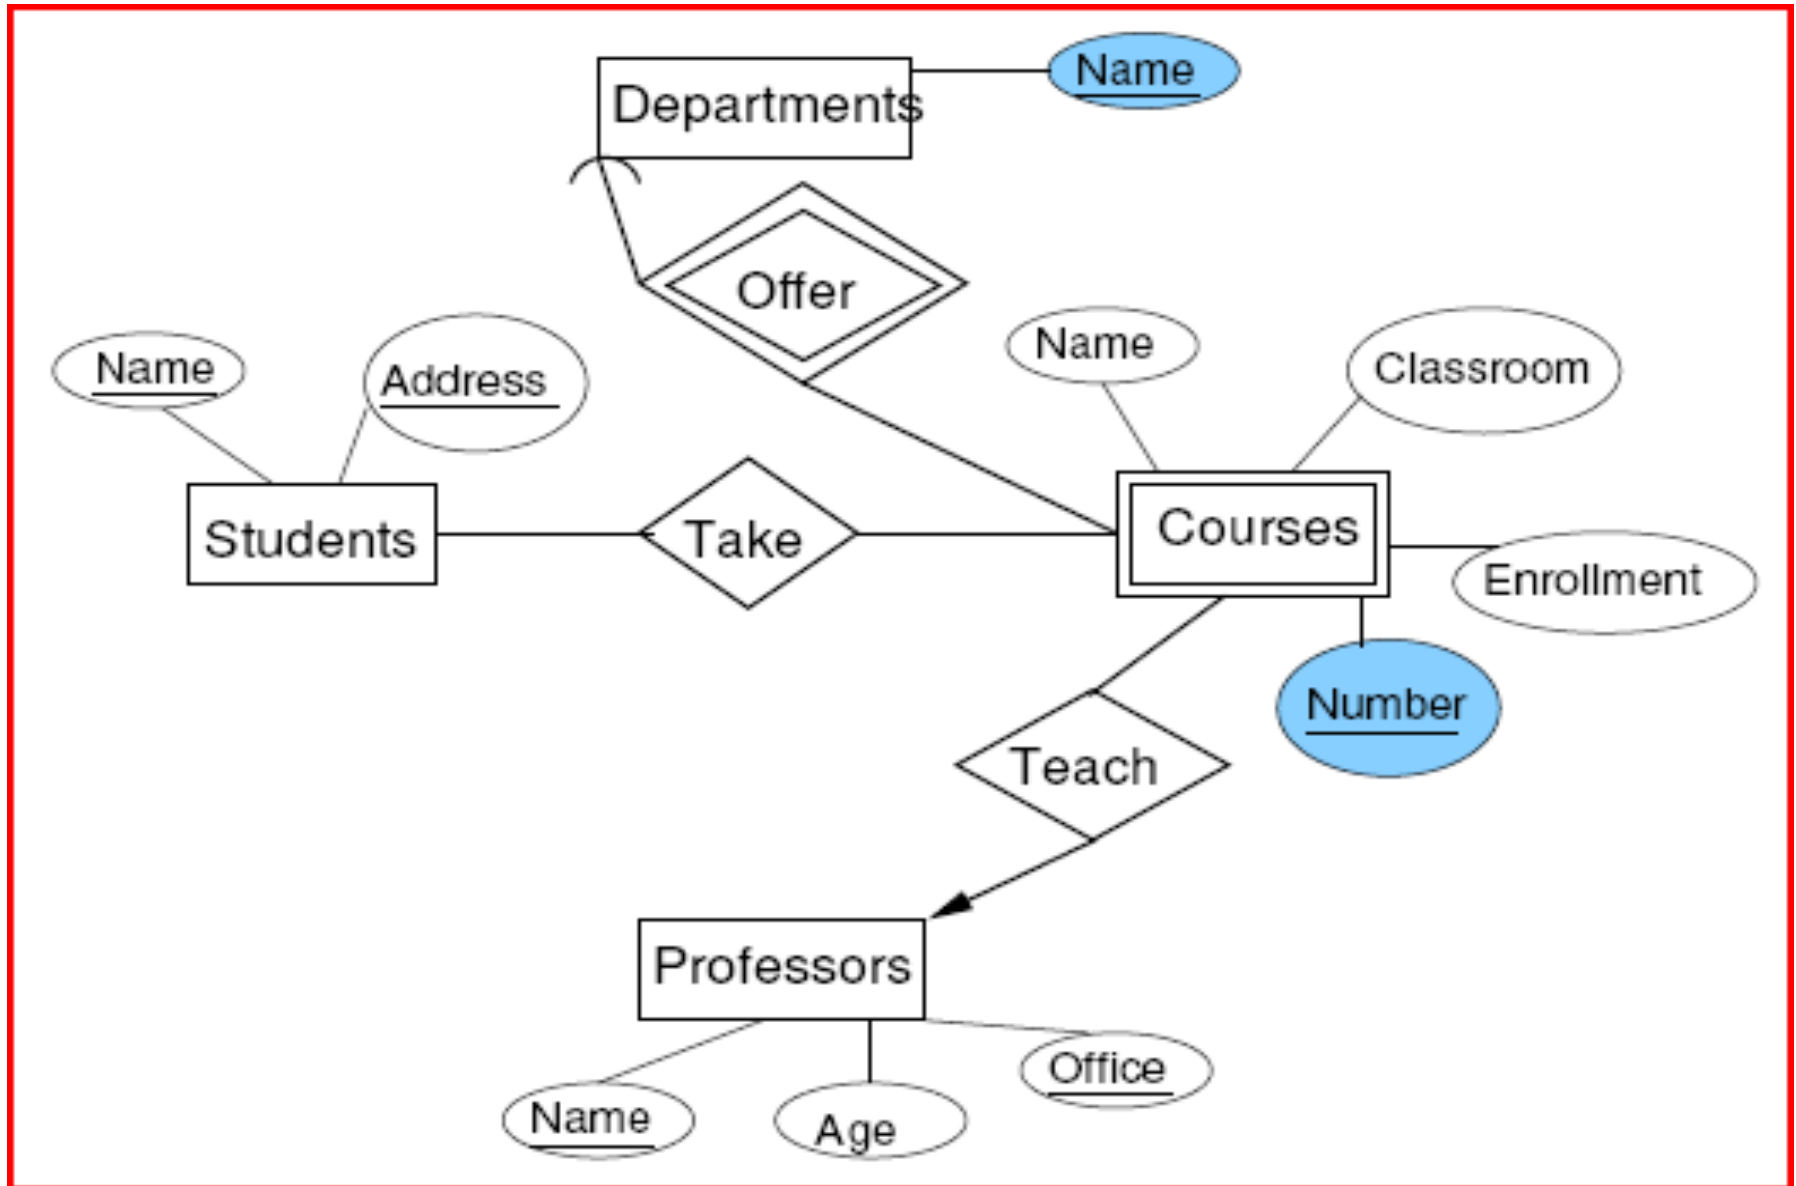 Name
Departments
Offer
Name
Classroom
Name
Address
Students
Take
Courses
Enrollment
Number
Teach
Professors
Office
Name
Age